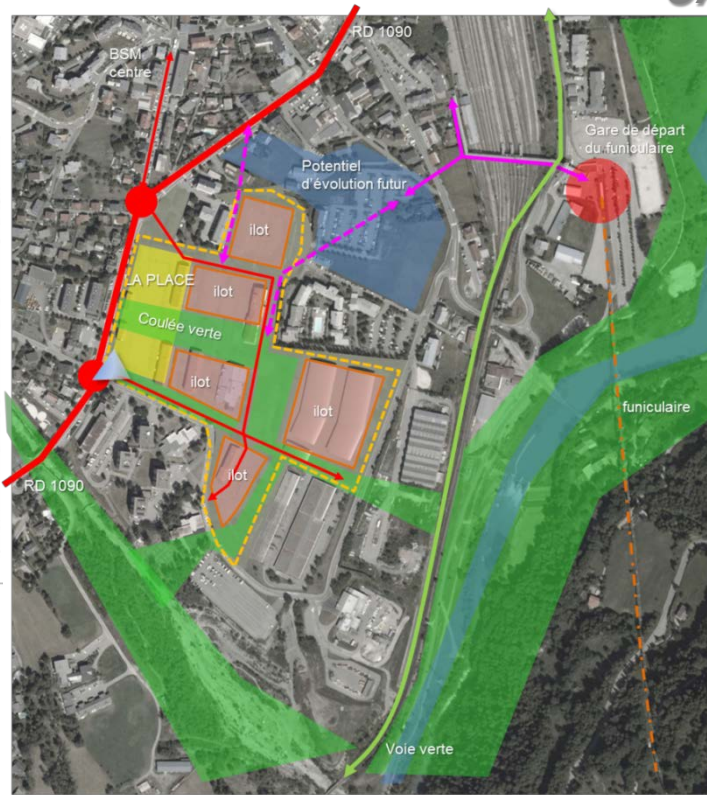 RD 1090
BSM
centre
Gare de départ
du funiculaire
Potentiel
d'évolution futur
ilot
LA PLACE
ilot
Coulée verte
ilot
ilot
funiculaire
ilot
RD 1090
Voie verte